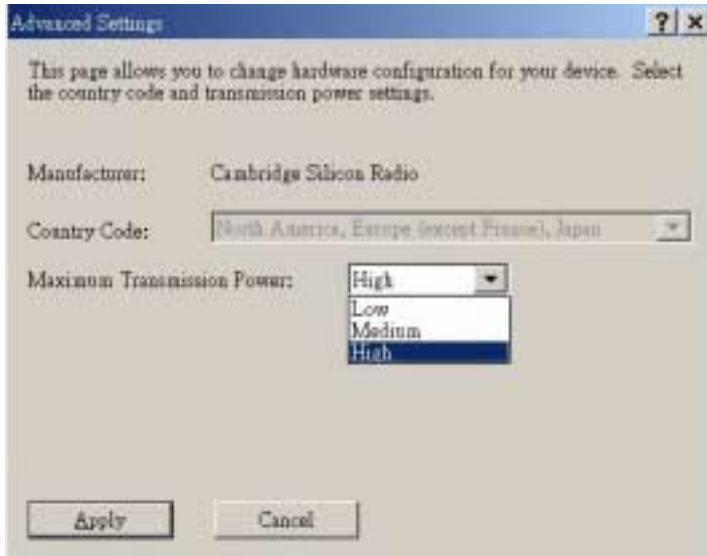 Advanced Settings
This page allows you to change hardware configuration for your device. Select
the country code and transmission power settings.
Manufacturer: Cambridge Silicon Radio
Country Code: North America, Europe (except France), Japan
Maximum Transmission Power: High
Low
Medium
High
Apply Cancel